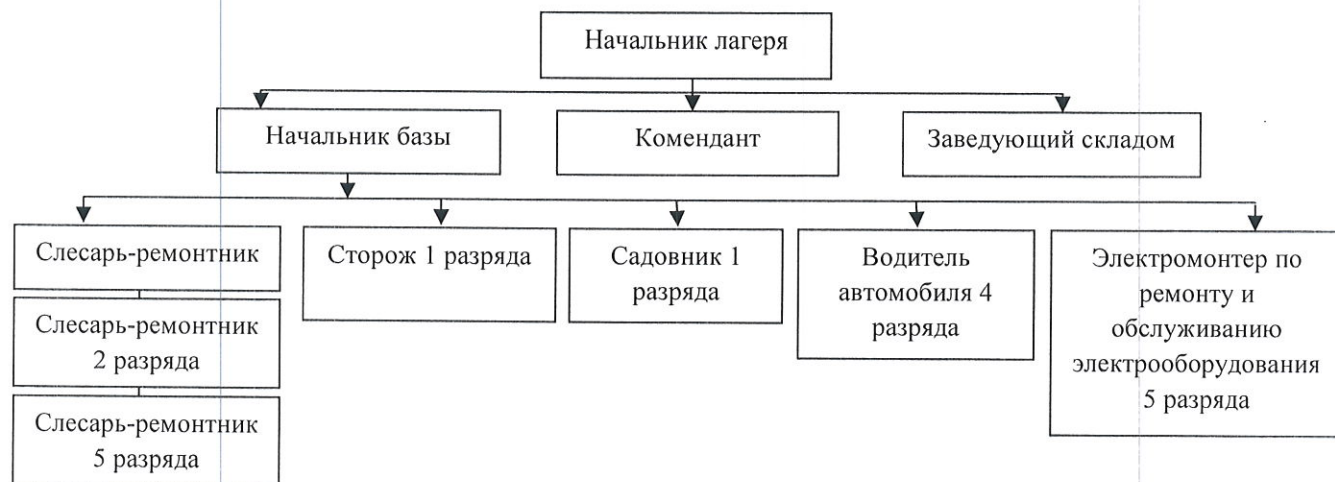 Начальник лагеря
Начальник базы
Комендант
Заведующий складом
Слесарь-ремонтник
Слесарь-ремонтник
2 разряда
Слесарь-ремонтник
5 разряда
Сторож 1 разряда
Садовник 1
разряда
Водитель
автомобиля 4
разряда
Электромонтер по
ремонту и
обслуживанию
электрооборудования
5 разряда